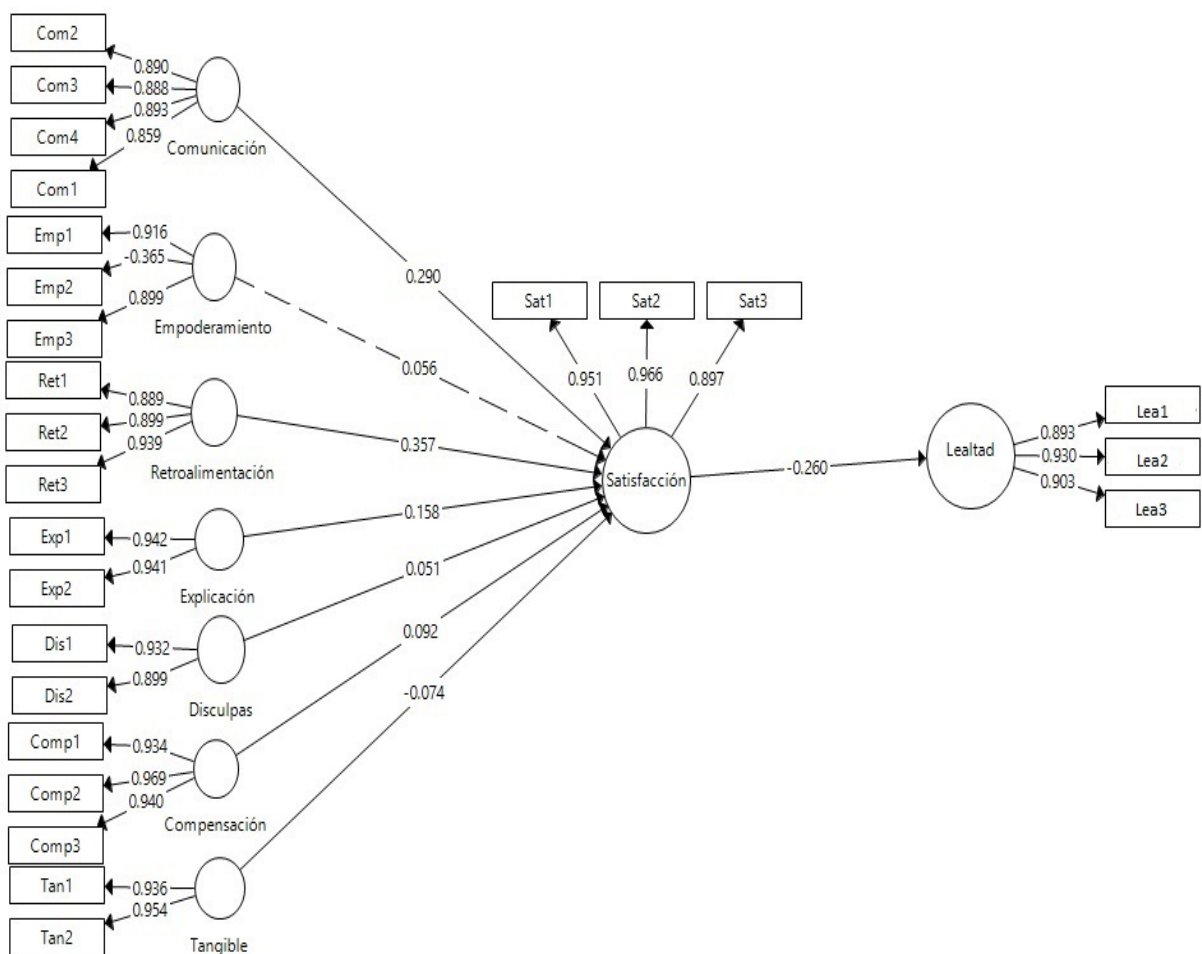 Com2
0.890
Com3
0.888
Com4
0.893
0.859
Com1
Comunicación
Emp1
0.916
-0.365
Emp2
0.899
Emp3
Empoderamiento
Ret1
0.889
Ret2
0.899
0.939
Ret3
Retroalimentación
Exp1
0.942
0.941
Exp2
Explicación
Dis1
0.932
0.899
Dis2
Disculpas
Comp1
0.934
0.969
Comp2
0.940
Comp3
Compensación
Tan1
0.936
0.954
Tan2
Tangible
0.290
0.056
0.357
0.158
0.051
0.092
-0.074
Sat1
Sat2
Sat3
0.951
0.966
0.897
Satisfacción
-0.260
Lealtad
0.893
0.930
0.903
Lea1
Lea2
Lea3